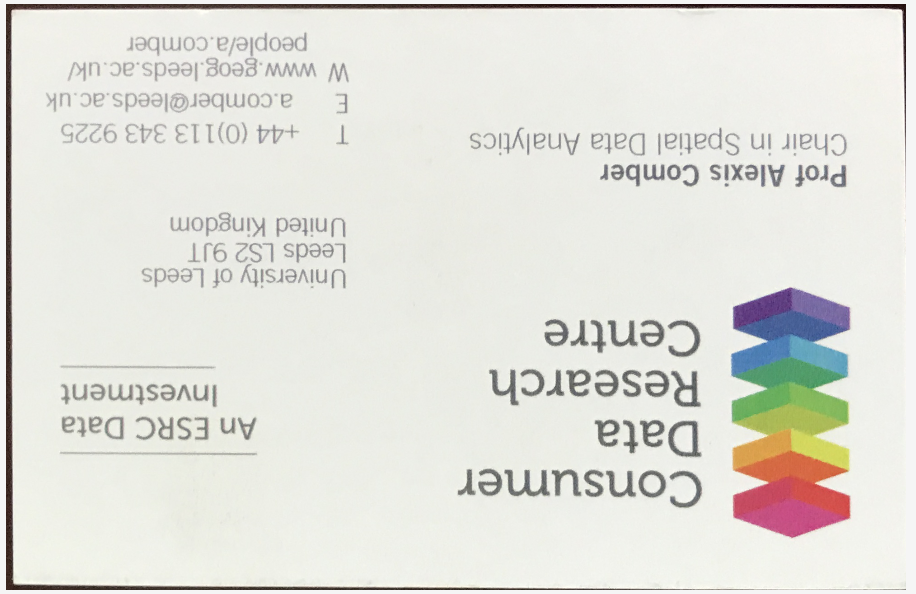 Consumer
Data
Research
Centre
An ESRC Data
Investment
University of Leeds
Leeds LS2 9JT
United Kingdom
Prof Alexis Comber
Chair in Spatial Data Analytics
T +44 (0)113 343 9225
E a.comber@leeds.ac.uk
W www.geog.leeds.ac.uk/
people/a.comber